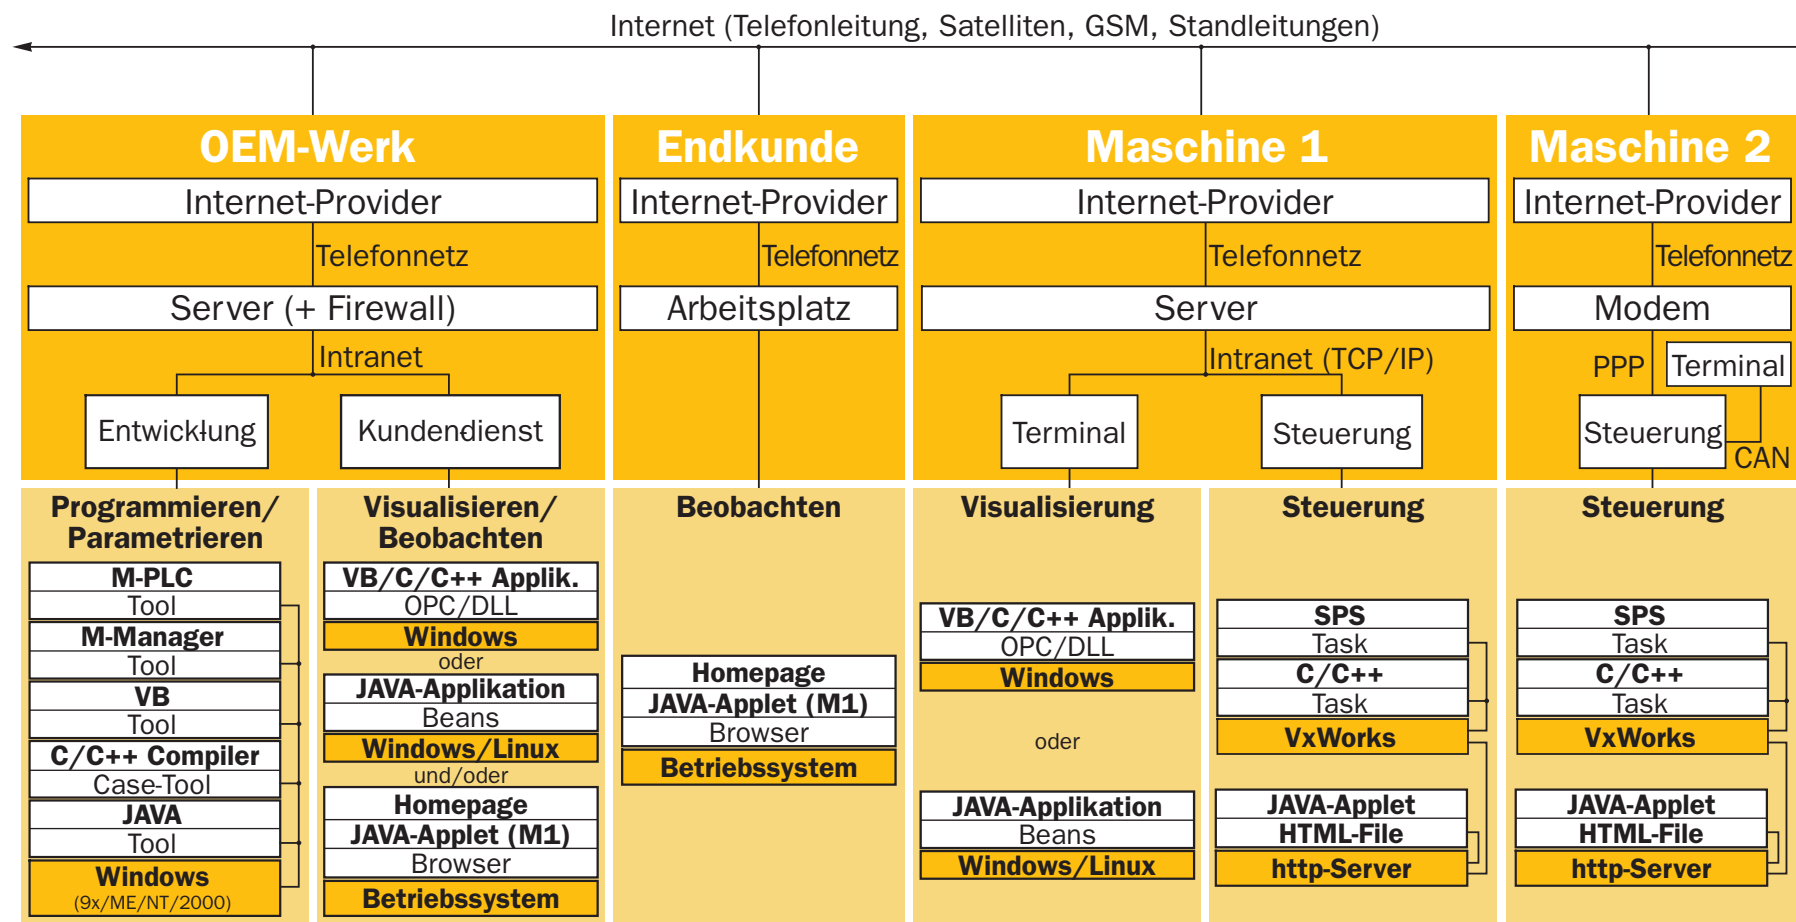 Internet (Telefonleitung, Satelliten, GSM, Standleitungen)
OEM-Werk
Internet-Provider
Telefonnetz
Server (+ Firewall)
Intranet
Entwicklung
Kundendienst
Programmieren/
Parametrieren
M-PLC
Tool
M-Manager
Tool
VB
Tool
C/C++ Compiler
Case-Tool
JAVA
Tool
Windows
(9x/ME/NT/2000)
Visualisieren/
Beobachten
VB/C/C++ Applik.
OPC/DLL
Windows
oder
JAVA-Applikation
Beans
Windows/Linux
und/oder
Homepage
JAVA-Applet (M1)
Browser
Betriebssystem
Endkunde
Internet-Provider
Telefonnetz
Arbeitsplatz
Beobachten
Homepage
JAVA-Applet (M1)
Browser
Betriebssystem
Maschine 1
Internet-Provider
Telefonnetz
Server
Intranet (TCP/IP)
Terminal
Steuerung
Visualisierung
VB/C/C++ Applik.
OPC/DLL
Windows
oder
JAVA-Applikation
Beans
Windows/Linux
Steuerung
SPS
Task
C/C++
Task
VxWorks
JAVA-Applet
HTML-File
http-Server
Maschine 2
Internet-Provider
Telefonnetz
Modem
PPP
Terminal
Steuerung
CAN
Steuerung
SPS
Task
C/C++
Task
VxWorks
JAVA-Applet
HTML-File
http-Server